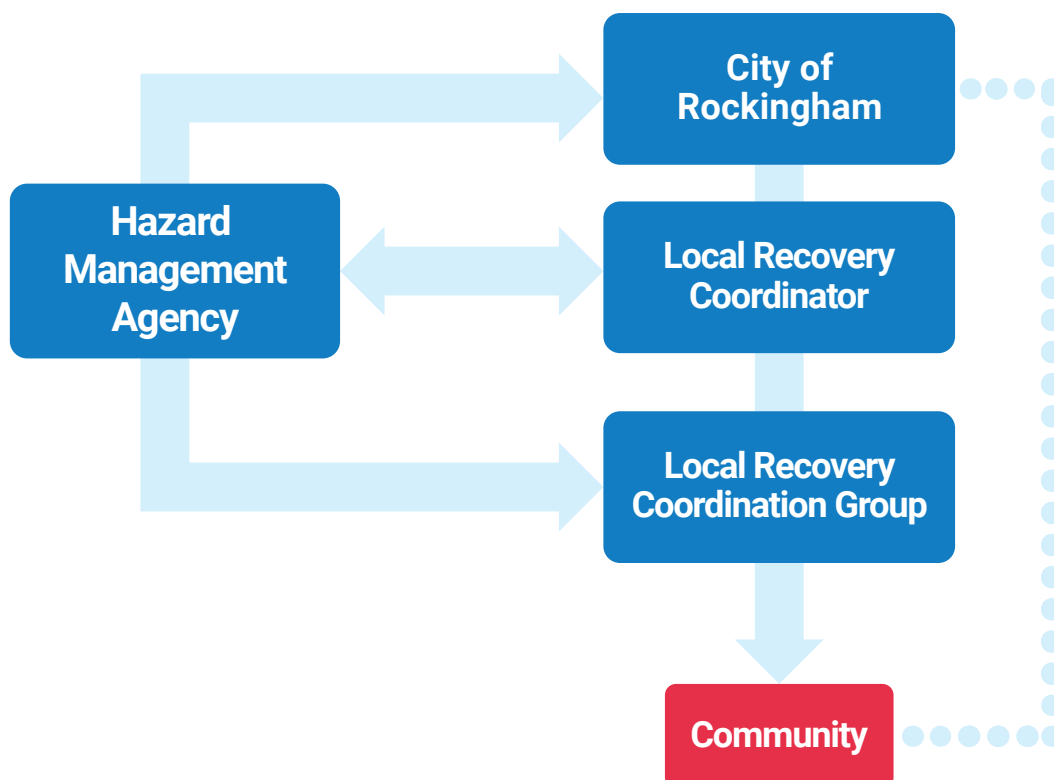 City of
Rockingham
Hazard
Management
Agency
Local Recovery
Coordinator
Local Recovery
Coordination Group
Community